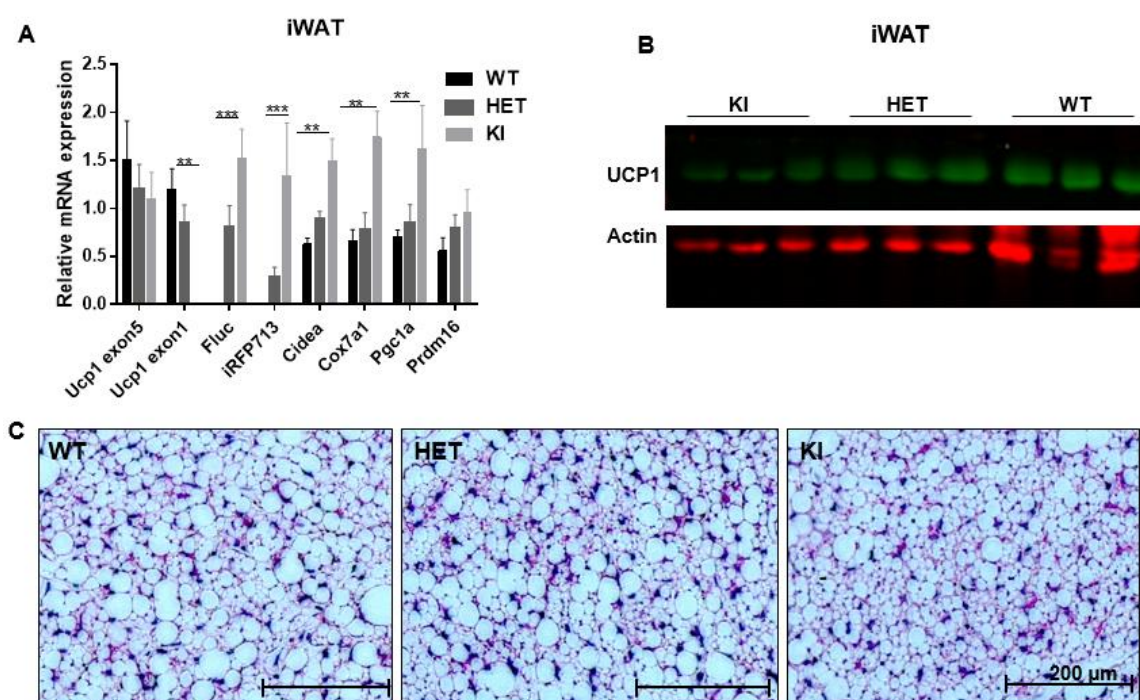 A
iWAT
Relative mRNA expression
2.5
2.0
1.5
1.0
0.5
0.0
WT
HET
KI
**
***
***
**
**
**
Ucp1 exon5
Ucp1 exon1
Fluc
iRFP713
Cidea
Cox7a1
Pgc1a
Prdm16
B
iWAT
KI HET WT
UCP1
Actin
C
WT
HET
KI
200 µm